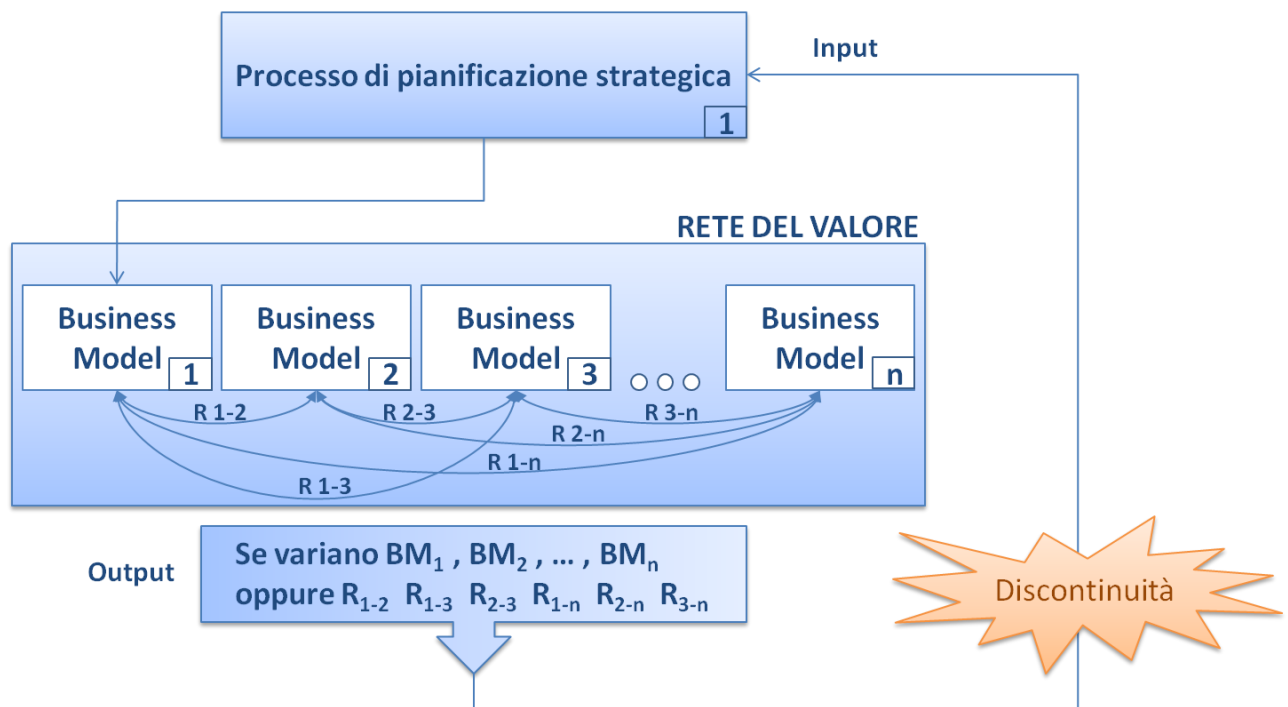 Input
Processo di pianificazione strategica
1
RETE DEL VALORE
Business
Model
1
Business
Model
2
Business
Model
3
Business
Model
n
R 1-2
R 2-3
R 3-n
R 2-n
R 1-n
R 1-3
Output
Se variano BM₁ , BM₂ , ... , BMₙ
oppure R₁₋₂ R₁₋₃ R₂₋₃ R₁₋ₙ R₂₋ₙ R₃₋ₙ
Discontinuità